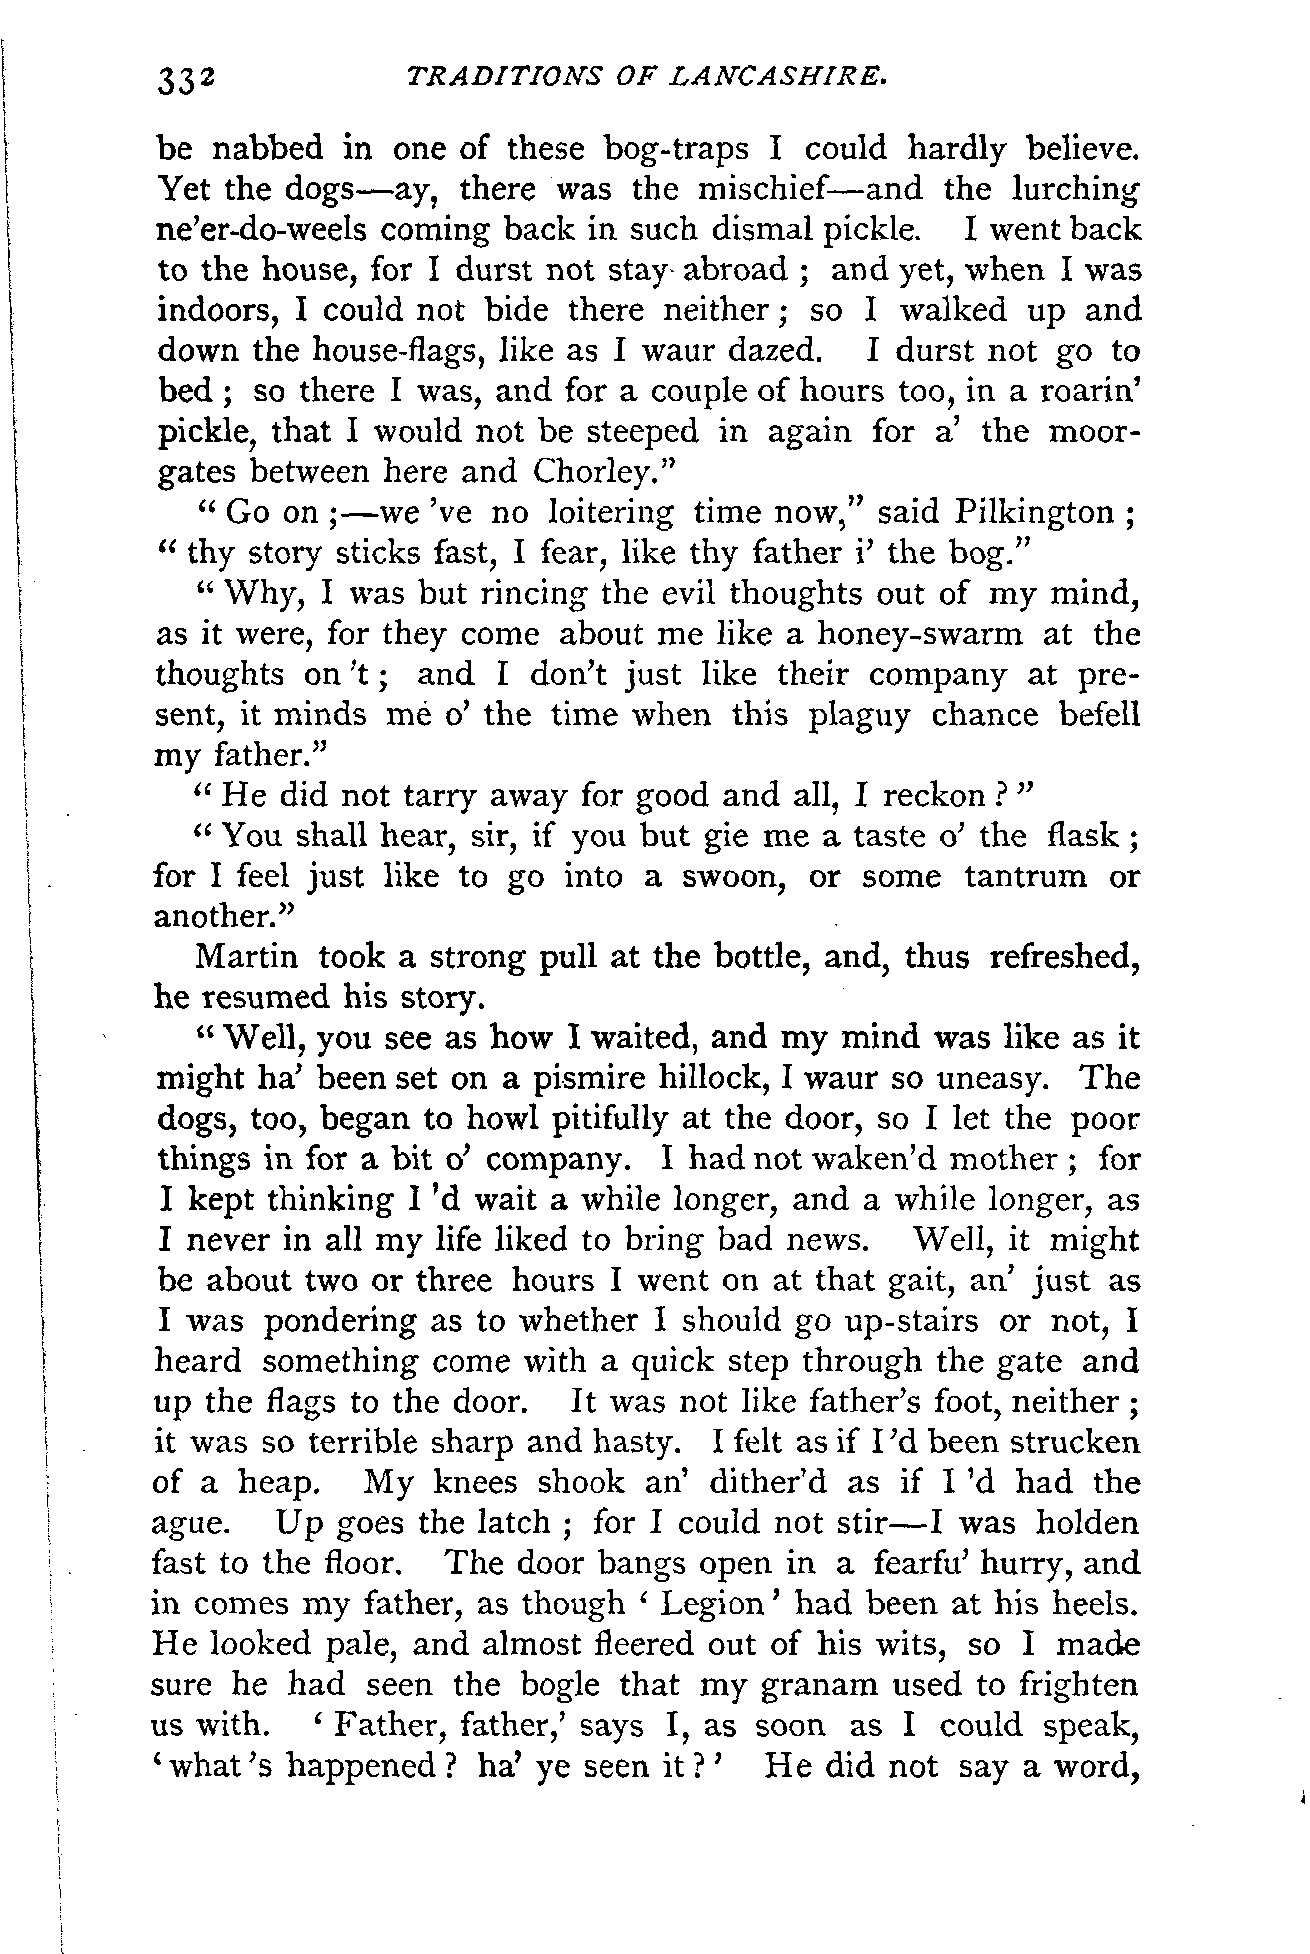 332 TRADITIONS OF LANCASHIRE.
be nabbed in one of these bog-traps I could hardly believe.
Yet the dogs—ay, there was the mischief—and the lurching
ne'er-do-weels coming back in such dismal pickle. I went back
to the house, for I durst not stay abroad ; and yet, when I was
indoors, I could not bide there neither ; so I walked up and
down the house-flags, like as I waur dazed. I durst not go to
bed ; so there I was, and for a couple of hours too, in a roarin'
pickle, that I would not be steeped in again for a' the moor-
gates between here and Chorley."
" Go on ;—we 've no loitering time now," said Pilkington ;
" thy story sticks fast, I fear, like thy father i' the bog."
" Why, I was but rincing the evil thoughts out of my mind,
as it were, for they come about me like a honey-swarm at the
thoughts on 't ; and I don't just like their company at pre-
sent, it minds me o' the time when this plaguy chance befell
my father."
" He did not tarry away for good and all, I reckon ? "
" You shall hear, sir, if you but gie me a taste o' the flask ;
for I feel just like to go into a swoon, or some tantrum or
another."
Martin took a strong pull at the bottle, and, thus refreshed,
he resumed his story.
" Well, you see as how I waited, and my mind was like as it
might ha' been set on a pismire hillock, I waur so uneasy. The
dogs, too, began to howl pitifully at the door, so I let the poor
things in for a bit o' company. I had not waken'd mother ; for
I kept thinking I 'd wait a while longer, and a while longer, as
I never in all my life liked to bring bad news. Well, it might
be about two or three hours I went on at that gait, an' just as
I was pondering as to whether I should go up-stairs or not, I
heard something come with a quick step through the gate and
up the flags to the door. It was not like father's foot, neither ;
it was so terrible sharp and hasty. I felt as if I 'd been strucken
of a heap. My knees shook an' dither'd as if I 'd had the
ague. Up goes the latch ; for I could not stir—I was holden
fast to the floor. The door bangs open in a fearfu' hurry, and
in comes my father, as though ' Legion ' had been at his heels.
He looked pale, and almost fleered out of his wits, so I made
sure he had seen the bogle that my granam used to frighten
us with. ' Father, father,' says I, as soon as I could speak,
' what 's happened ? ha' ye seen it ? ' He did not say a word,